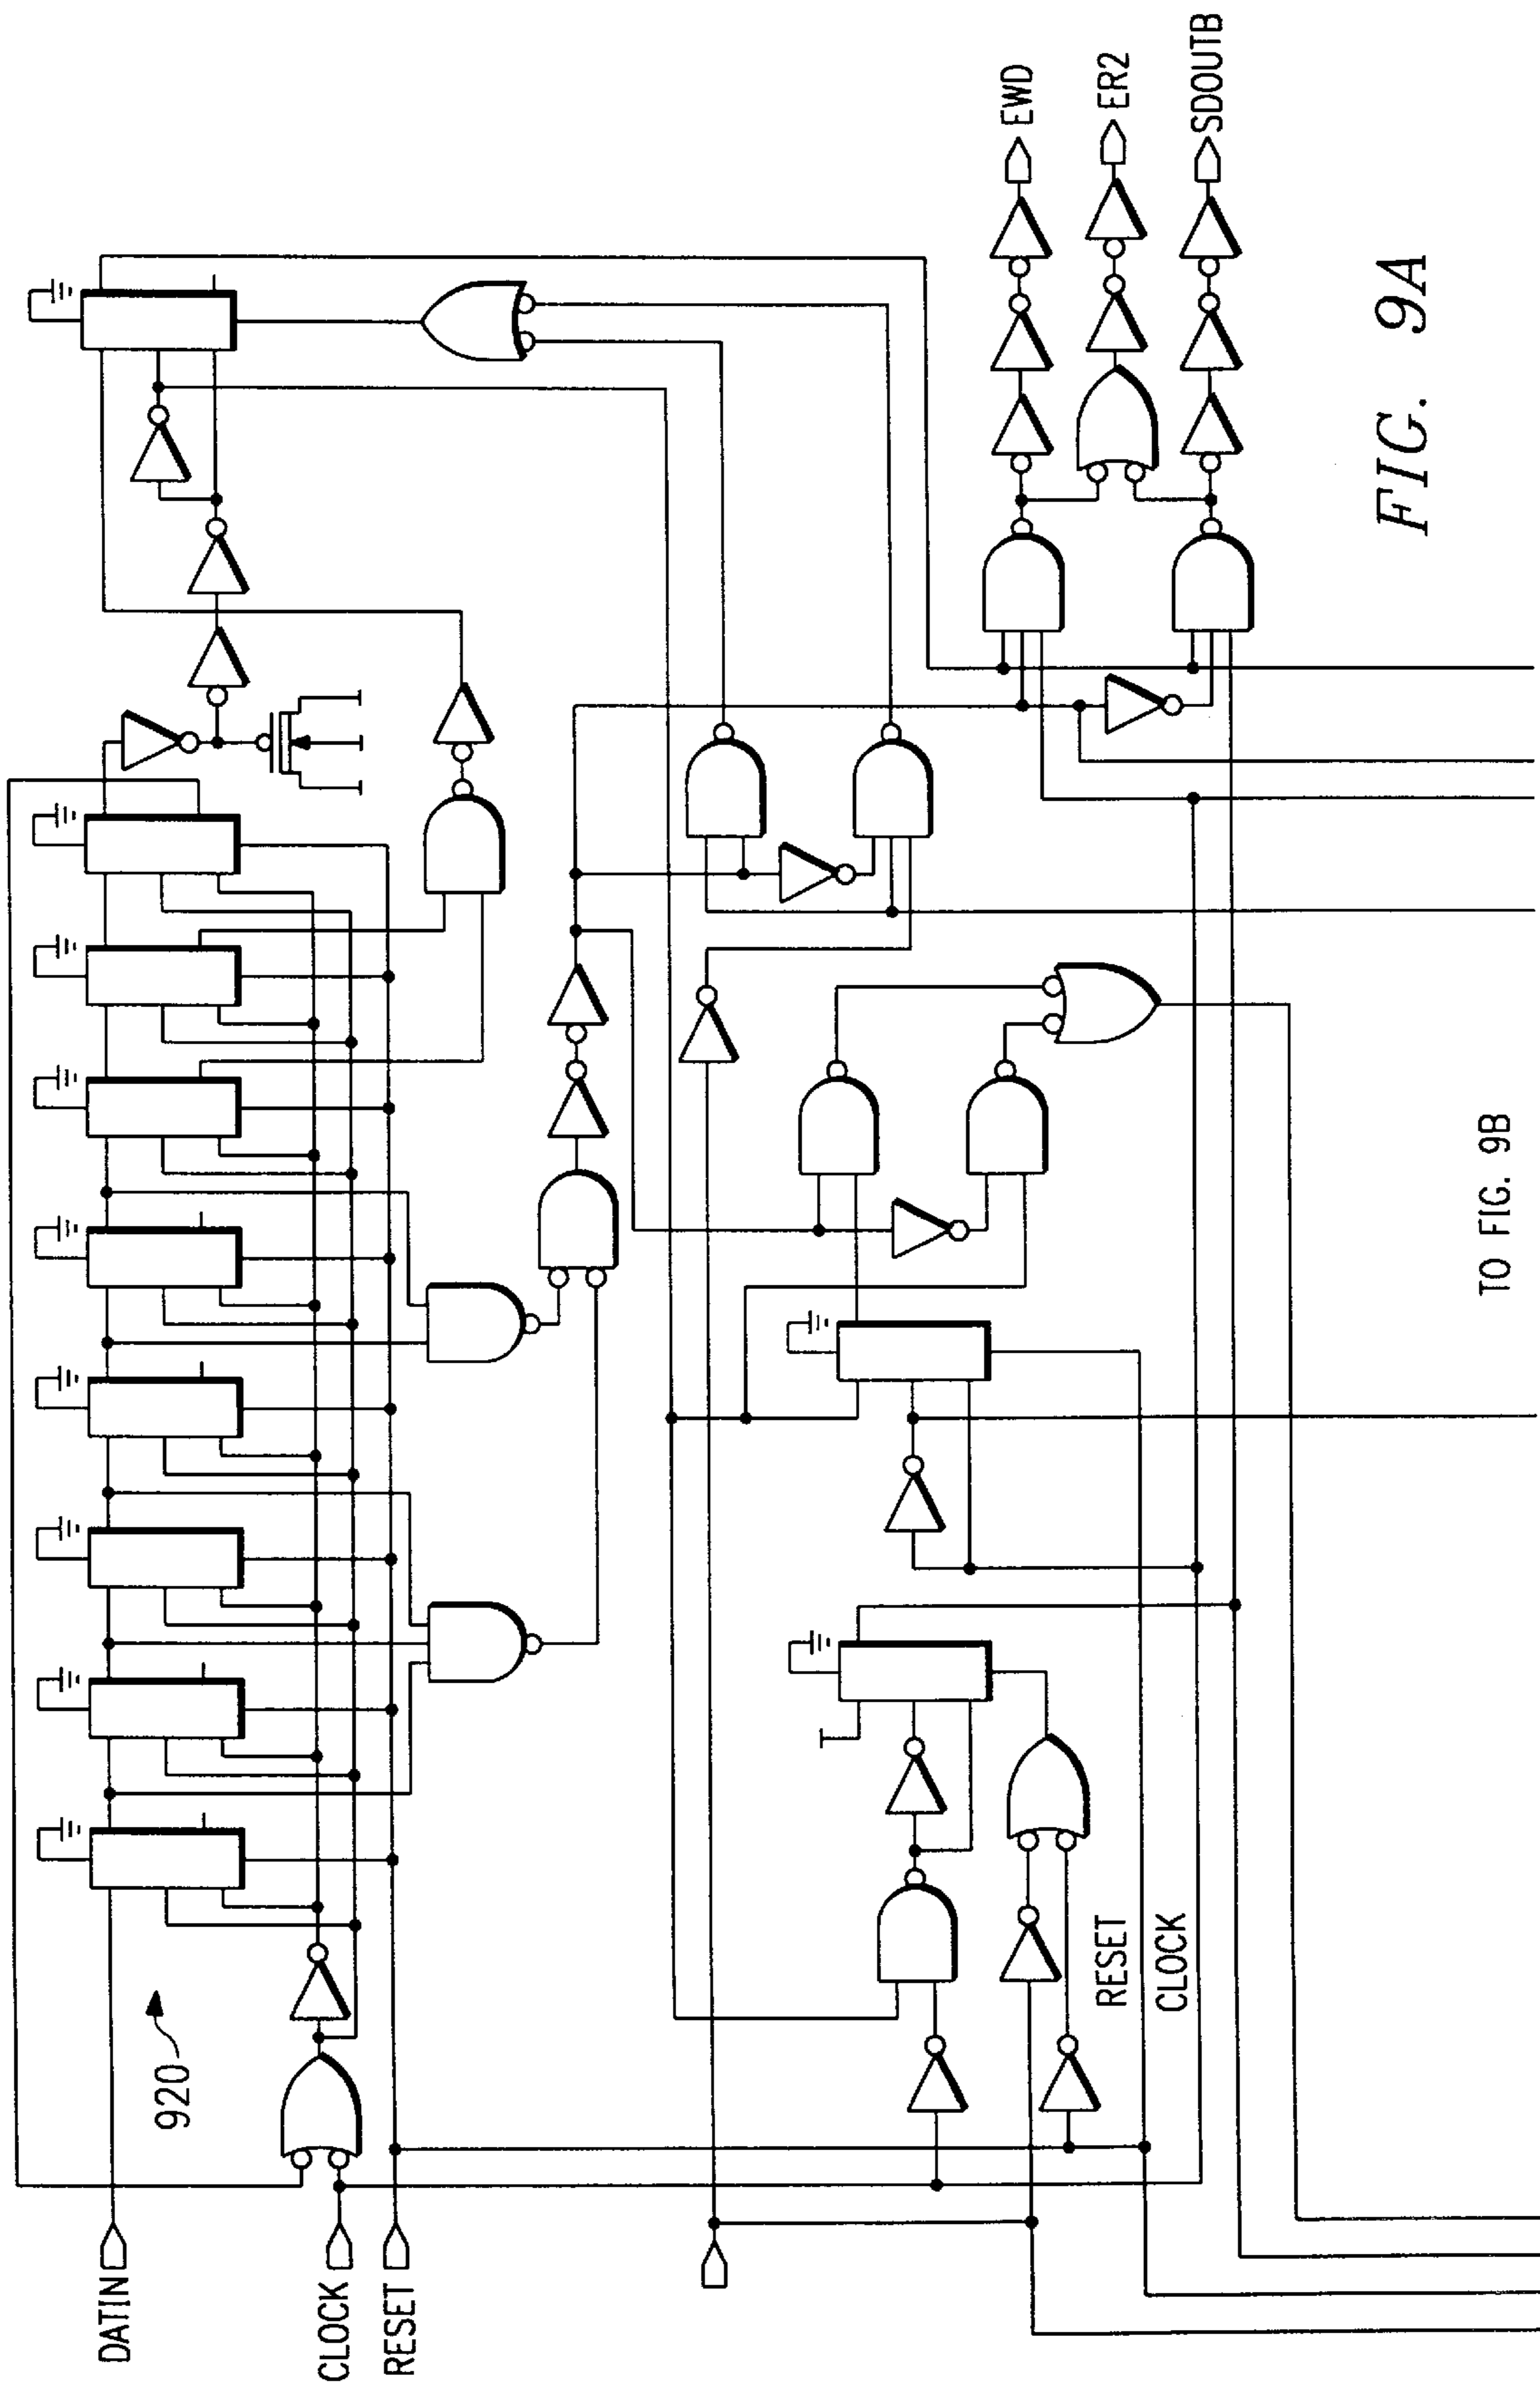 DATIN
920
CLOCK
RESET
RESET
CLOCK
EWD
ER2
SDOUTB
TO FIG. 9B
FIG. 9A